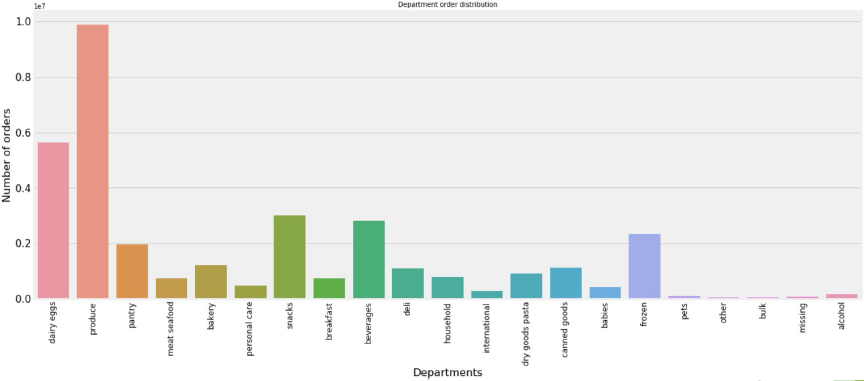 Department order distribution
1e7
1.0
0.8
0.6
0.4
0.2
0.0
Number of orders
dairy eggs
produce
pantry
meat seafood
bakery
personal care
snacks
breakfast
beverages
deli
household
international
dry goods pasta
canned goods
babies
frozen
pets
other
bulk
missing
alcohol
Departments